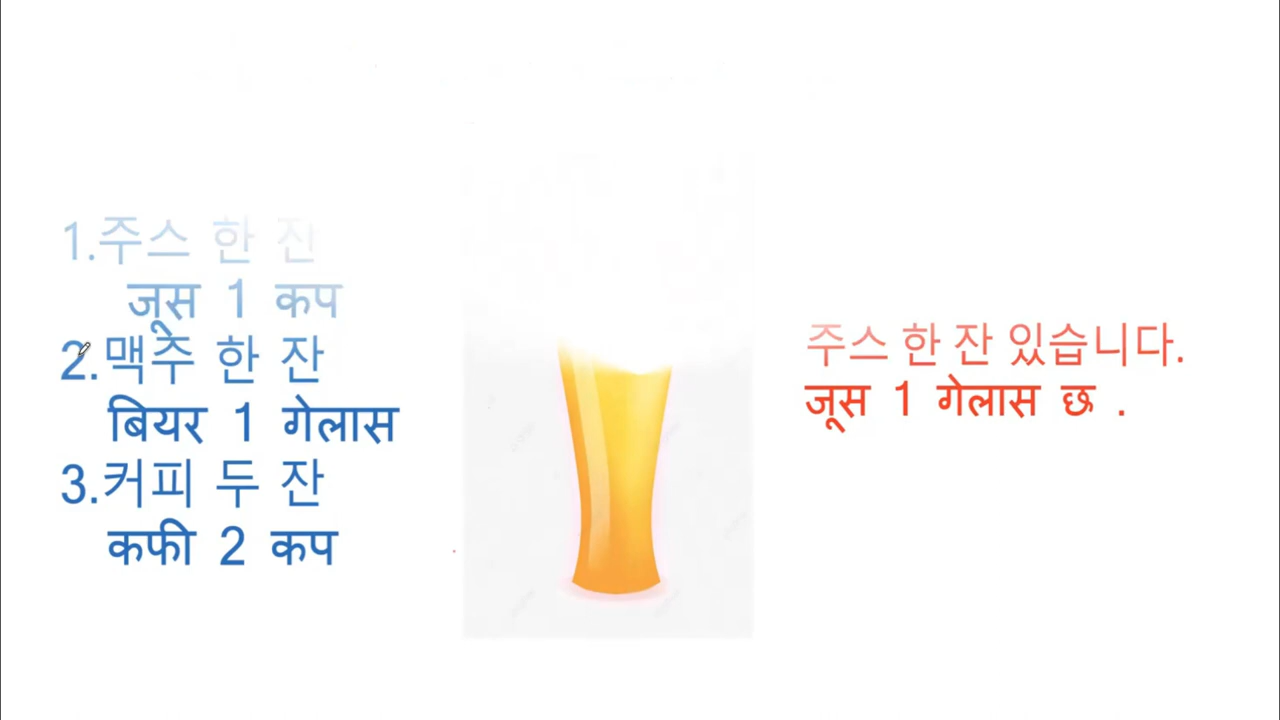 1.주스 한 잔
जूस 1 कप
2.맥주 한 잔
बियर 1 गेलास
3.커피 두 잔
कफी 2 कप
주스 한 잔 있습니다.
जूस 1 गेलास छ .